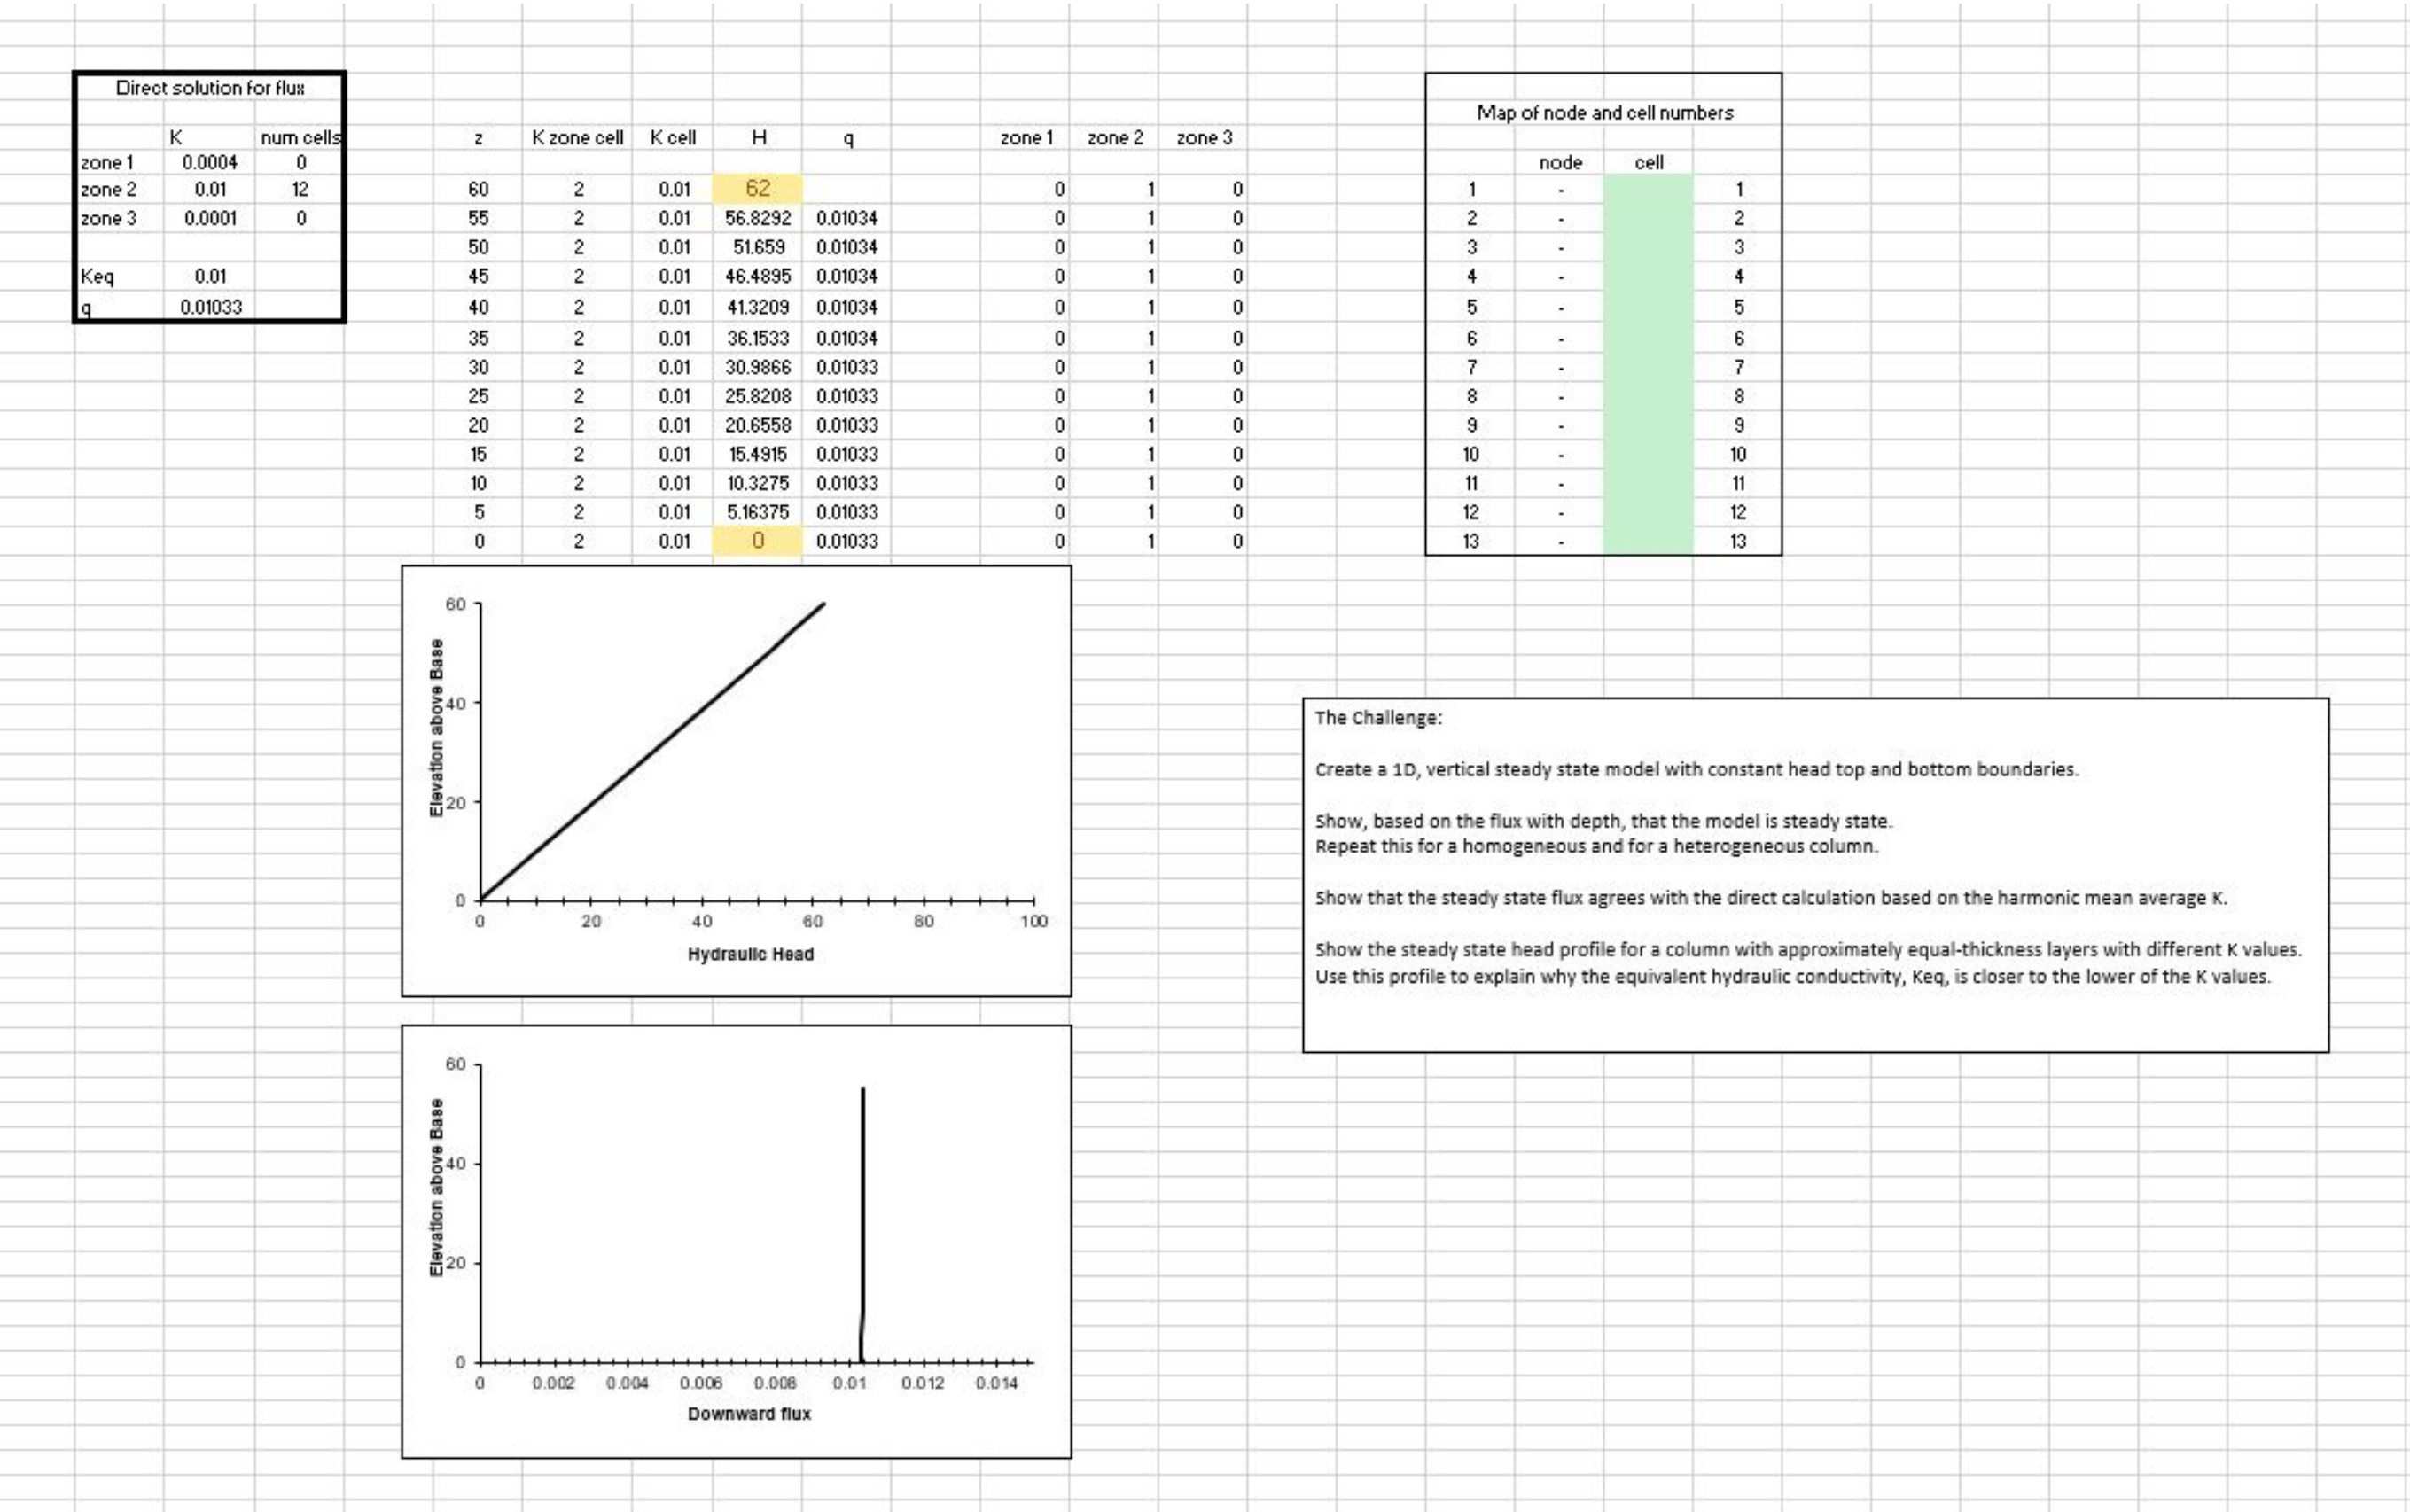 Direct solution for flux
K num cells
zone 1 0.0004 0
zone 2 0.01 12
zone 3 0.0001 0
Keq 0.01
q 0.01033
z K zone cell K cell H q zone 1 zone 2 zone 3
60 2 0.01 62 0 1 0
55 2 0.01 56.8292 0.01034 0 1 0
50 2 0.01 51.659 0.01034 0 1 0
45 2 0.01 46.4895 0.01034 0 1 0
40 2 0.01 41.3209 0.01034 0 1 0
35 2 0.01 36.1533 0.01034 0 1 0
30 2 0.01 30.9866 0.01033 0 1 0
25 2 0.01 25.8208 0.01033 0 1 0
20 2 0.01 20.6558 0.01033 0 1 0
15 2 0.01 15.4915 0.01033 0 1 0
10 2 0.01 10.3275 0.01033 0 1 0
5 2 0.01 5.16375 0.01033 0 1 0
0 2 0.01 0 0.01033 0 1 0
Map of node and cell numbers
node cell
1 - 1
2 - 2
3 - 3
4 - 4
5 - 5
6 - 6
7 - 7
8 - 8
9 - 9
10 - 10
11 - 11
12 - 12
13 - 13
Elevation above Base
60
40
20
0
0 20 40 60 80 100
Hydraulic Head
Elevation above Base
60
40
20
0
0 0.002 0.004 0.006 0.008 0.01 0.012 0.014
Downward flux
The Challenge:
Create a 1D, vertical steady state model with constant head top and bottom boundaries.
Show, based on the flux with depth, that the model is steady state.
Repeat this for a homogeneous and for a heterogeneous column.
Show that the steady state flux agrees with the direct calculation based on the harmonic mean average K.
Show the steady state head profile for a column with approximately equal-thickness layers with different K values.
Use this profile to explain why the equivalent hydraulic conductivity, Keq, is closer to the lower of the K values.